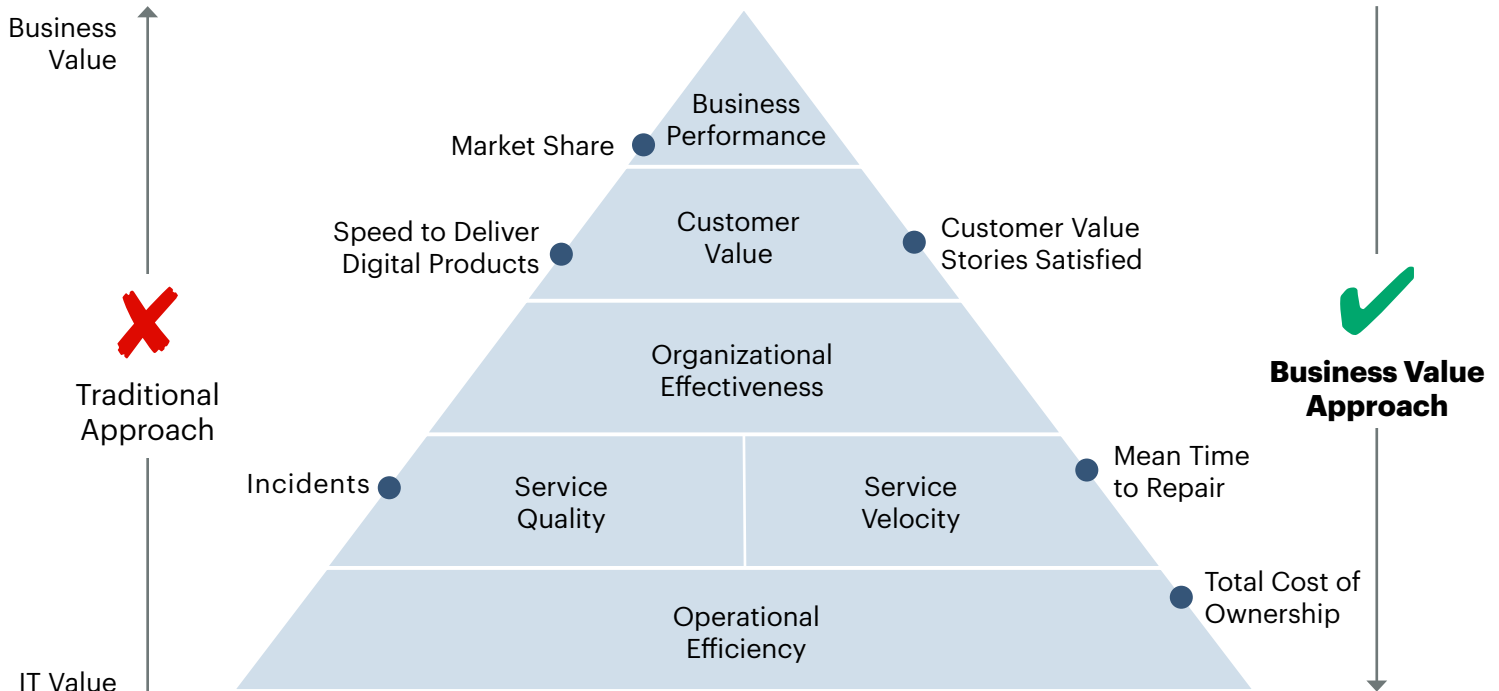 Business
Value
Business
Performance
Market Share
Customer
Value
Speed to Deliver
Digital Products
Customer Value
Stories Satisfied
Organizational
Effectiveness
Traditional
Approach
Business Value
Approach
Incidents
Service
Quality
Service
Velocity
Mean Time
to Repair
Total Cost of
Ownership
Operational
Efficiency
IT Value